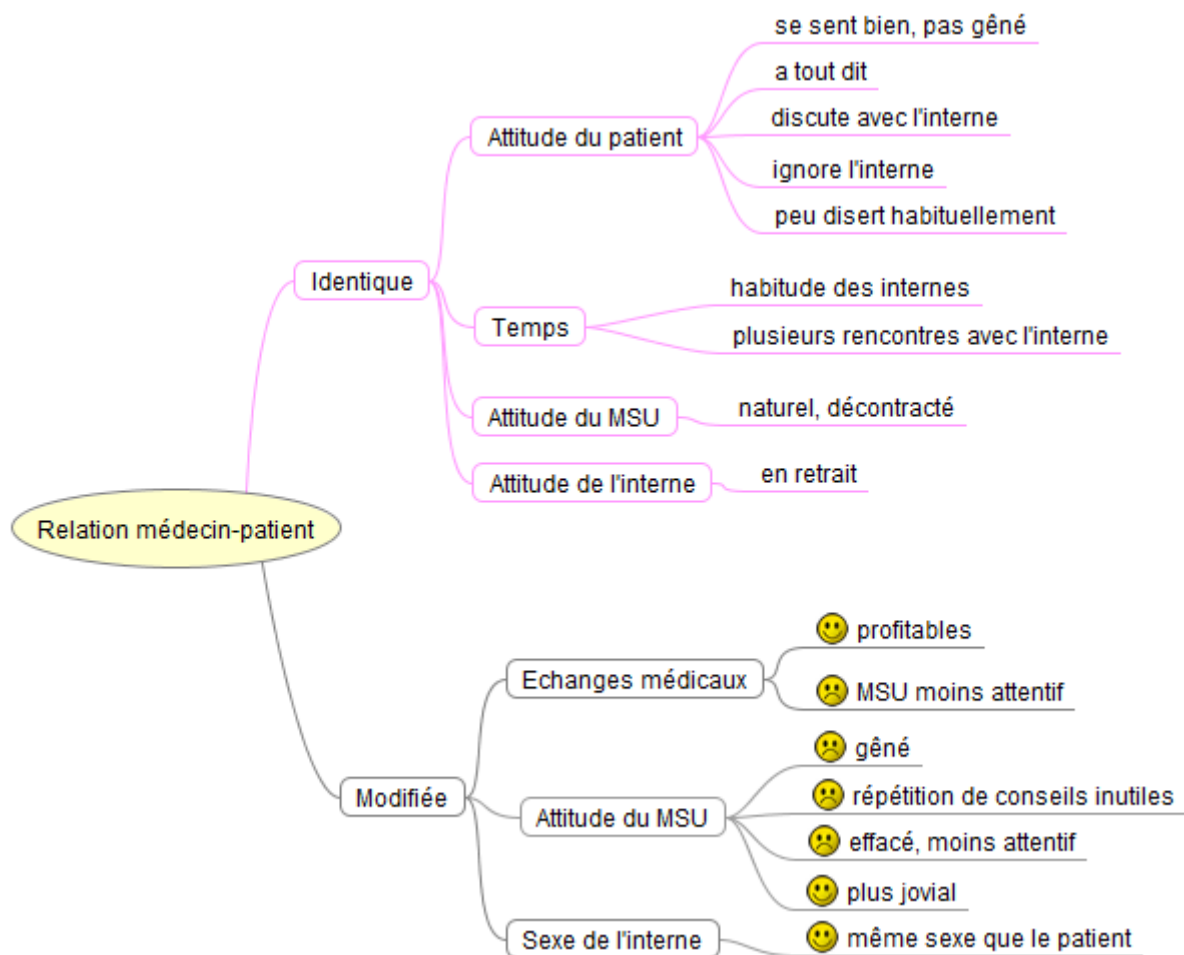 Relation médecin-patient
Identique
Attitude du patient
se sent bien, pas gêné
a tout dit
discute avec l'interne
ignore l'interne
peu disert habituellement
Temps
habitude des internes
plusieurs rencontres avec l'interne
Attitude du MSU
naturel, décontracté
Attitude de l'interne
en retrait
Modifiée
Echanges médicaux
profitables
MSU moins attentif
Attitude du MSU
gêné
répétition de conseils inutiles
effacé, moins attentif
plus jovial
Sexe de l'interne
même sexe que le patient